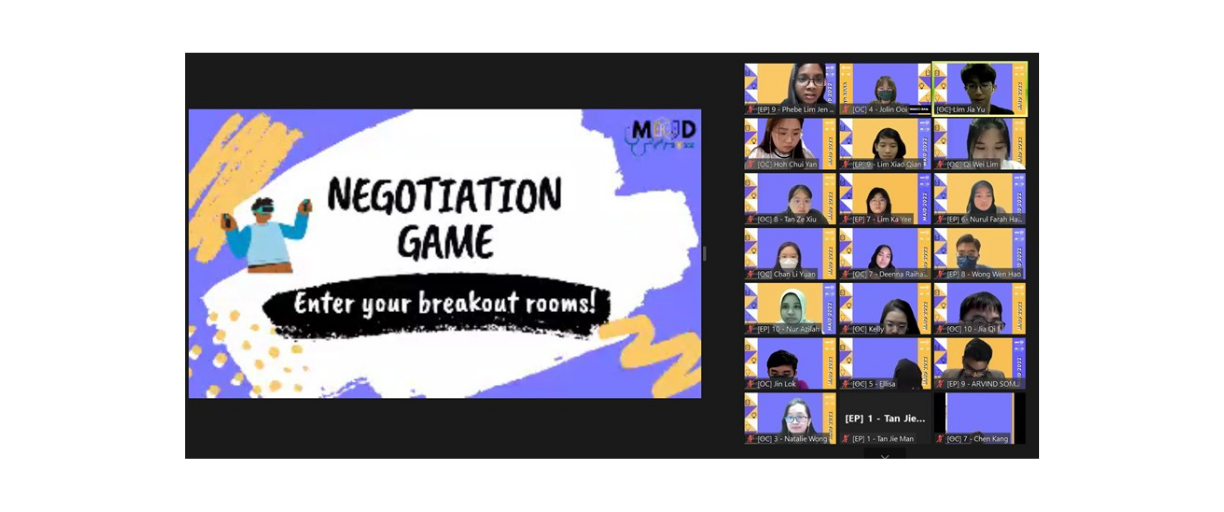 MAJD
NEGOTIATION
GAME
Enter your breakout rooms!
[EP] 9 - Phebe Lim Jen ...
[OC] 4 - Jolin Ooi
[OC] Lim Jia Yu
[OC] Hoh Chui Yan
[EP] 9 - Lim Xiao Qian
[OC] Qi Wei Lim
[OC] 8 - Tan Ze Xiu
[EP] 7 - Lim Ka Yee
[EP] 6 - Nurul Farah Ha...
[OC] Chan Li Yuan
[OC] 7 - Deenna Raiha...
[EP] 8 - Wong Wen Hao
[EP] 10 - Nur Aqilah
[OC] Kelly
[OC] 10 - Jia Qi
[OC] Jin Lok
[OC] 5 - Ellisa
[EP] 9 - ARVIND SOM...
[OC] 3 - Natalie Wong
[EP] 1 - Tan Jie...
[EP] 1 - Tan Jie Man
[OC] 7 - Chen Kang